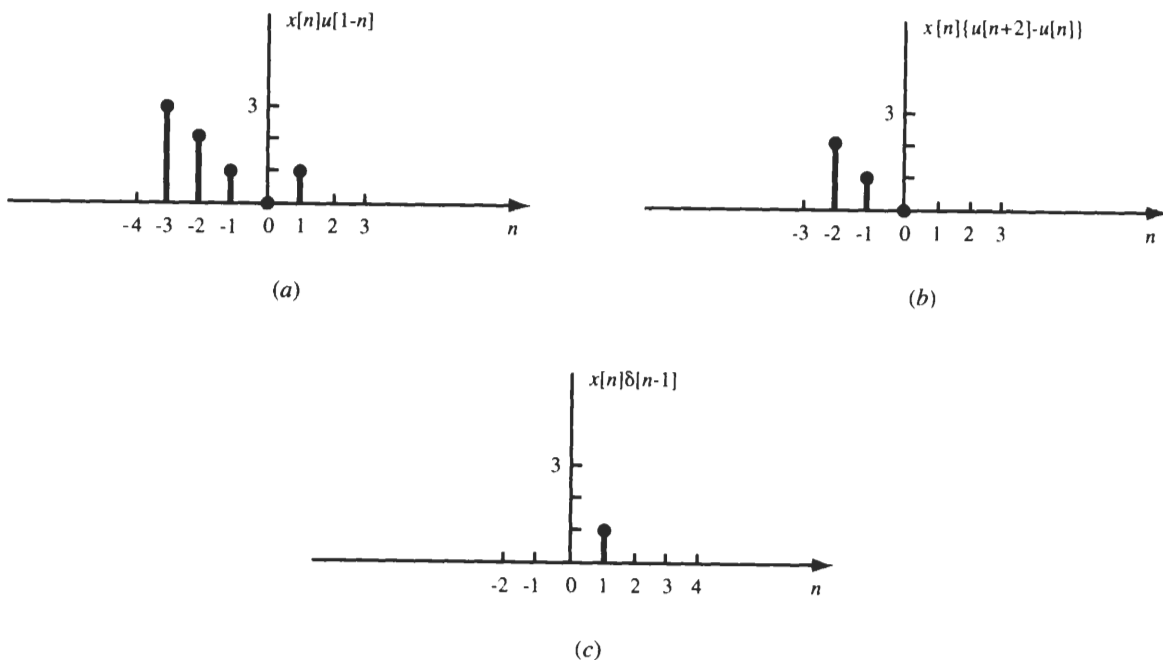 x[n]u[1-n]
3
-4 -3 -2 -1 0 1 2 3 n
(a)
x[n]{u[n+2]-u[n]}
3
-3 -2 -1 0 1 2 3 n
(b)
x[n]δ[n-1]
3
-2 -1 0 1 2 3 4 n
(c)